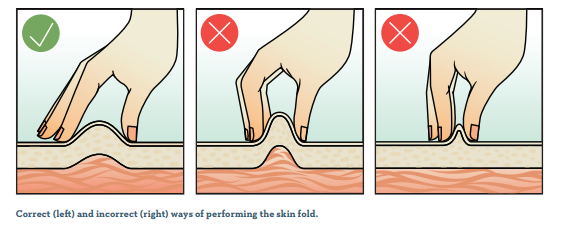 Correct (left) and incorrect (right) ways of performing the skin fold.